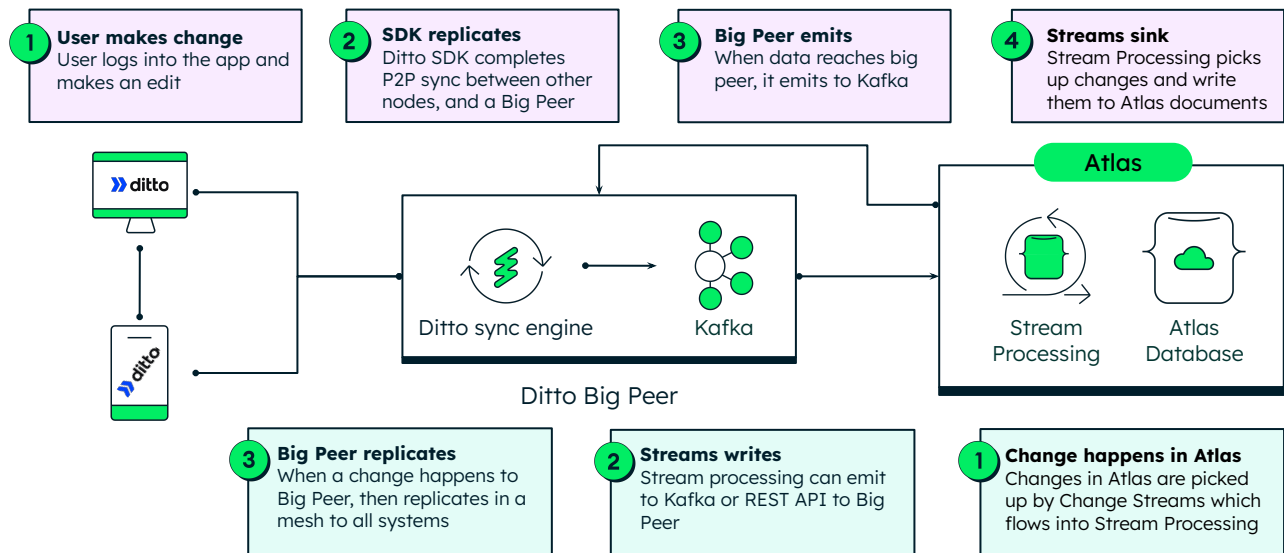 1
User makes change
User logs into the app and
makes an edit
2
SDK replicates
Ditto SDK completes
P2P sync between other
nodes, and a Big Peer
3
Big Peer emits
When data reaches big
peer, it emits to Kafka
4
Streams sink
Stream Processing picks
up changes and write
them to Atlas documents
ditto
ditto
Ditto sync engine
Kafka
Ditto Big Peer
Atlas
Stream
Processing
Atlas
Database
3
Big Peer replicates
When a change happens to
Big Peer, then replicates in a
mesh to all systems
2
Streams writes
Stream processing can emit
to Kafka or REST API to Big
Peer
1
Change happens in Atlas
Changes in Atlas are picked
up by Change Streams which
flows into Stream Processing